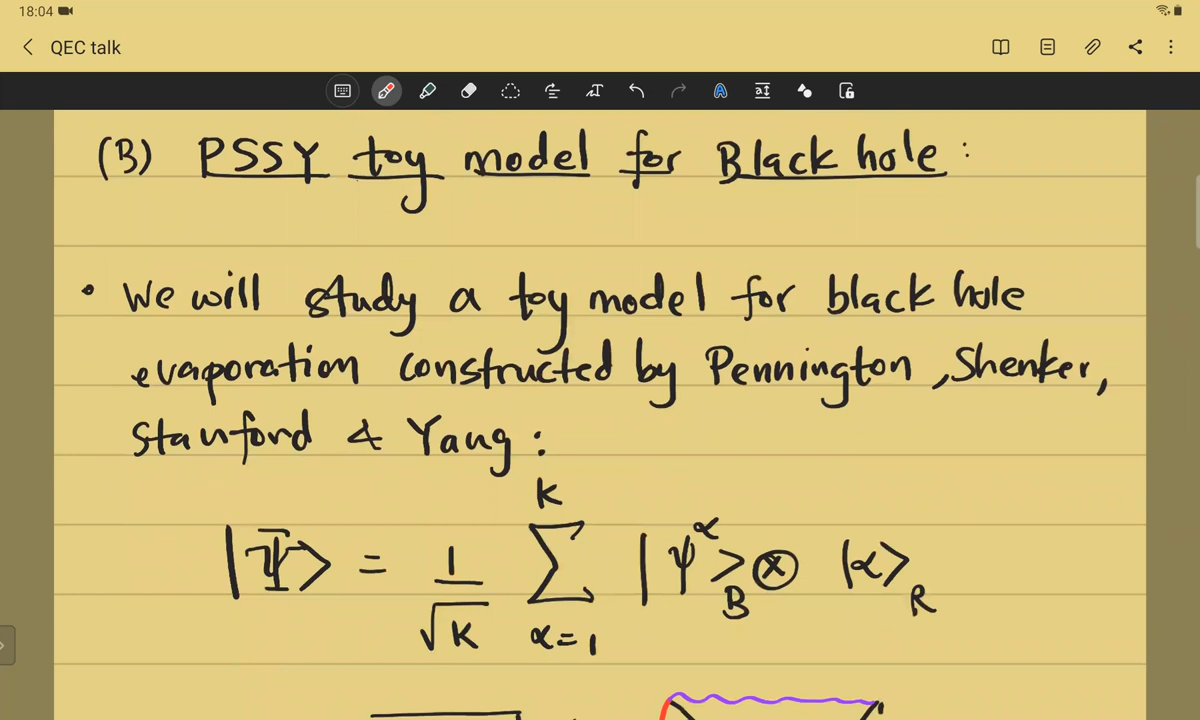 18:04
QEC talk
(B) PSSY toy model for Black hole :
• We will study a toy model for black hole
evaporation constructed by Pennington, Shenker,
Stanford & Yang :
|Ψ⟩ = 1/√K ∑_{α=1}^{K} |ψ^α⟩_B ⊗ |α⟩_R